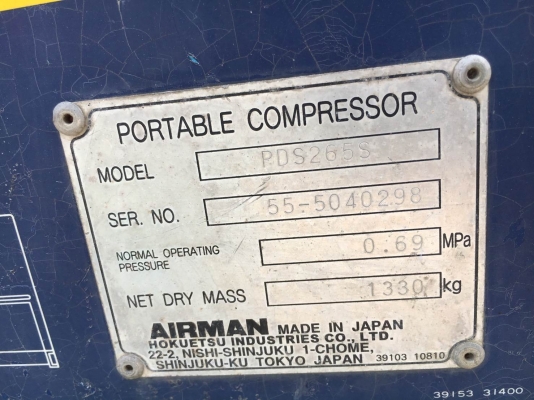 PORTABLE COMPRESSOR
MODEL PDS265S
SER. NO. 55-5040298
NORMAL OPERATING
PRESSURE 0.69 MPa
NET DRY MASS 1330 kg
AIRMAN MADE IN JAPAN
HOKUETSU INDUSTRIES CO., LTD.
22-2, NISHI-SHINJUKU 1-CHOME,
SHINJUKU-KU TOKYO JAPAN 39103 10810
39153 31400